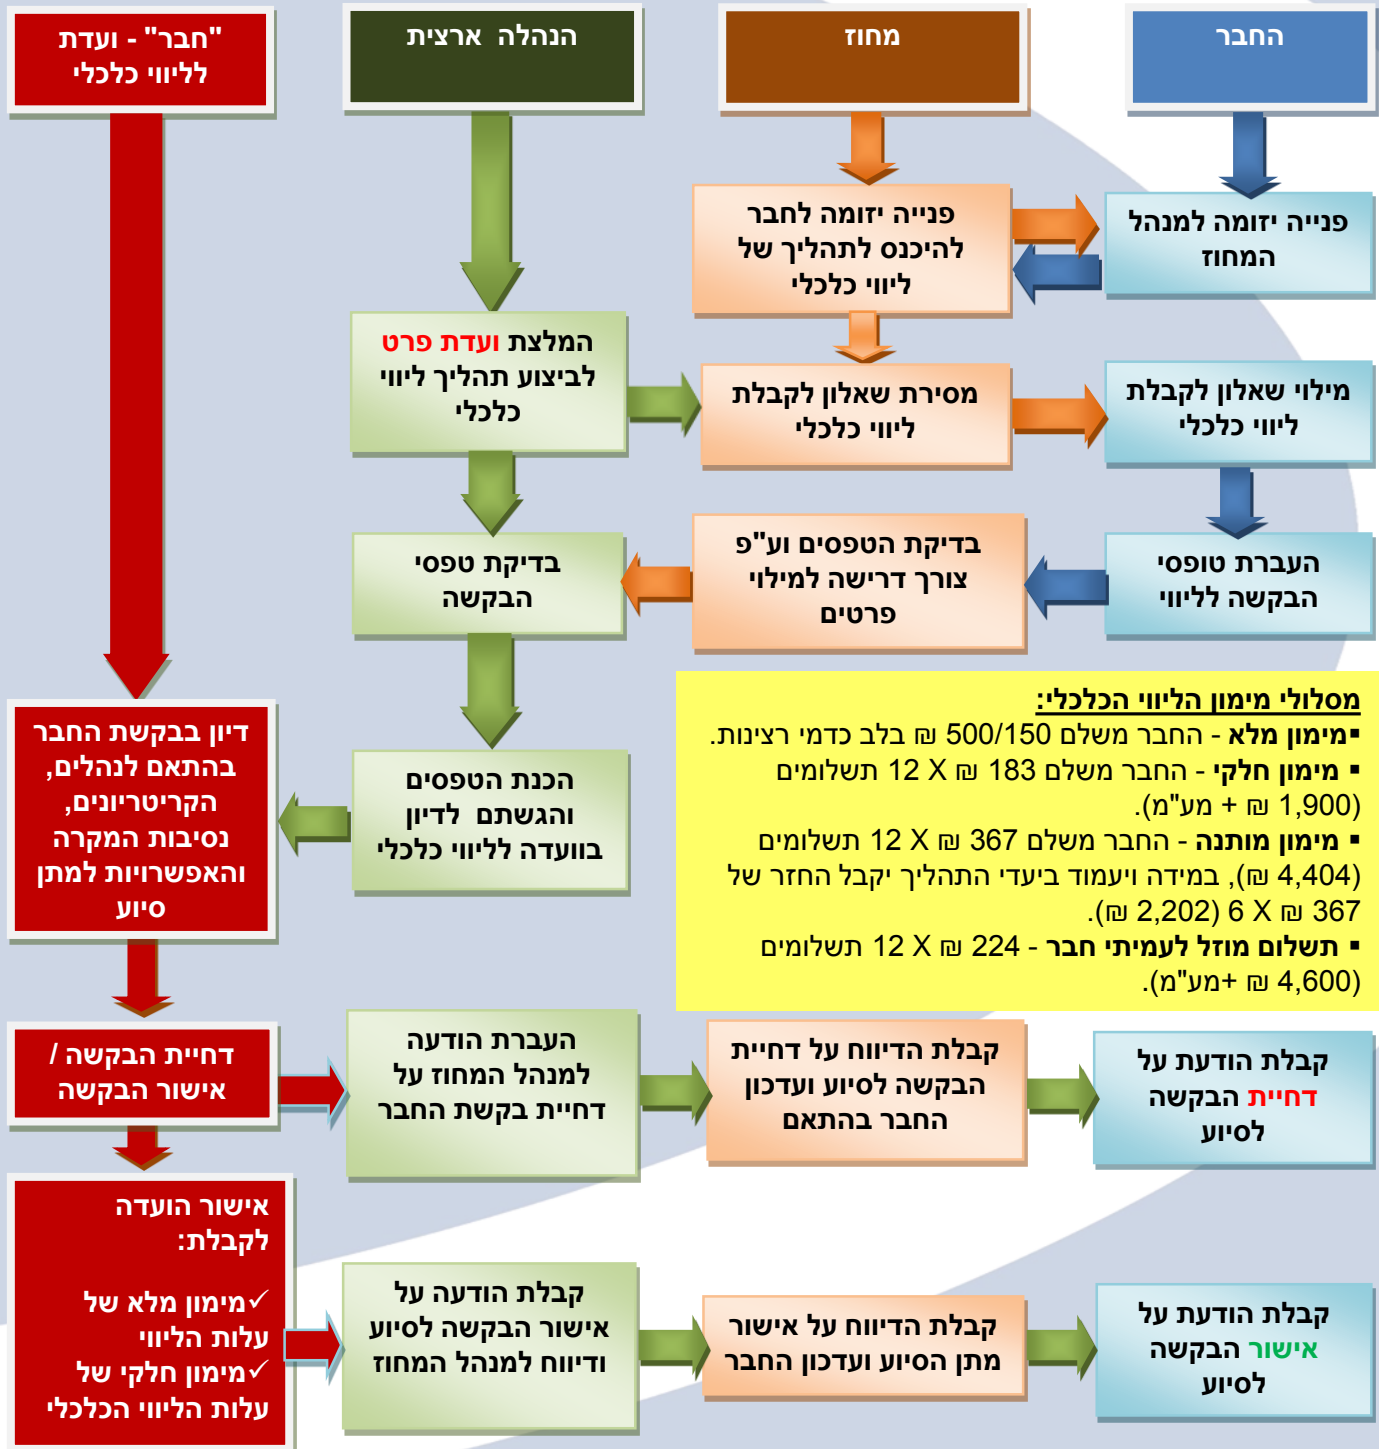 החבר
מחוז
הנהלה ארצית
"חבר" - ועדת
לליווי כלכלי
פנייה יזומה למנהל
המחוז
פנייה יזומה לחבר
להיכנס לתהליך של
ליווי כלכלי
המלצת ועדת פרט
לביצוע תהליך ליווי
כלכלי
מסירת שאלון לקבלת
ליווי כלכלי
מילוי שאלון לקבלת
ליווי כלכלי
העברת טופסי
הבקשה לליווי
בדיקת הטפסים וע"פ
צורך דרישה למילוי
פרטים
בדיקת טפסי
הבקשה
הכנת הטפסים
והגשתם לדיון
בוועדה לליווי כלכלי
דיון בבקשת החבר
בהתאם לנהלים,
הקריטריונים,
נסיבות המקרה
והאפשרויות למתן
סיוע
מסלולי מימון הליווי הכלכלי:
▪מימון מלא - החבר משלם 500/150 ₪ בלב כדמי רצינות.
▪ מימון חלקי - החבר משלם 183 ₪ X 12 תשלומים
(1,900 ₪ + מע"מ).
▪ מימון מותנה - החבר משלם 367 ₪ X 12 תשלומים
(4,404 ₪), במידה ויעמוד ביעדי התהליך יקבל החזר של
367 ₪ X 6 (2,202 ₪).
▪ תשלום מוזל לעמיתי חבר - 224 ₪ X 12 תשלומים
(4,600 ₪ +מע"מ).
דחיית הבקשה /
אישור הבקשה
העברת הודעה
למנהל המחוז על
דחיית בקשת החבר
קבלת הדיווח על דחיית
הבקשה לסיוע ועדכון
החבר בהתאם
קבלת הודעת על
דחיית הבקשה
לסיוע
אישור הועדה
לקבלת:
✓מימון מלא של
עלות הליווי
✓מימון חלקי של
עלות הליווי הכלכלי
קבלת הודעה על
אישור הבקשה לסיוע
ודיווח למנהל המחוז
קבלת הדיווח על אישור
מתן הסיוע ועדכון החבר
קבלת הודעת על
אישור הבקשה
לסיוע